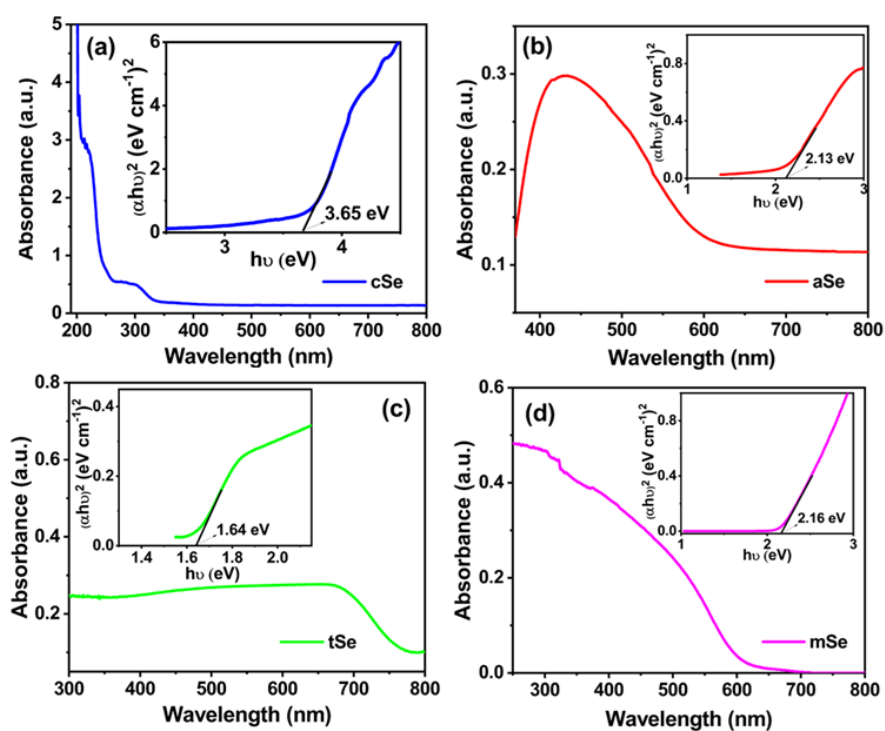 (a)
cSe
Absorbance (a.u.)
Wavelength (nm)
0
1
2
3
4
5
200
300
400
500
600
700
800
(αhυ)² (eV cm⁻¹)²
hυ (eV)
3.65 eV
0
2
4
6
3
4
(b)
aSe
Absorbance (a.u.)
Wavelength (nm)
0.1
0.2
0.3
400
500
600
700
800
(αhυ)² (eV cm⁻¹)²
hυ (eV)
2.13 eV
0.0
0.4
0.8
1
2
3
(c)
tSe
Absorbance (a.u.)
Wavelength (nm)
0.0
0.2
0.4
0.6
0.8
300
400
500
600
700
800
(αhυ)² (eV cm⁻¹)²
hυ (eV)
1.64 eV
0.0
0.2
0.4
1.4
1.6
1.8
2.0
(d)
mSe
Absorbance (a.u.)
Wavelength (nm)
0.0
0.2
0.4
0.6
300
400
500
600
700
800
(αhυ)² (eV cm⁻¹)²
hυ (eV)
2.16 eV
0.0
0.4
0.8
1
2
3